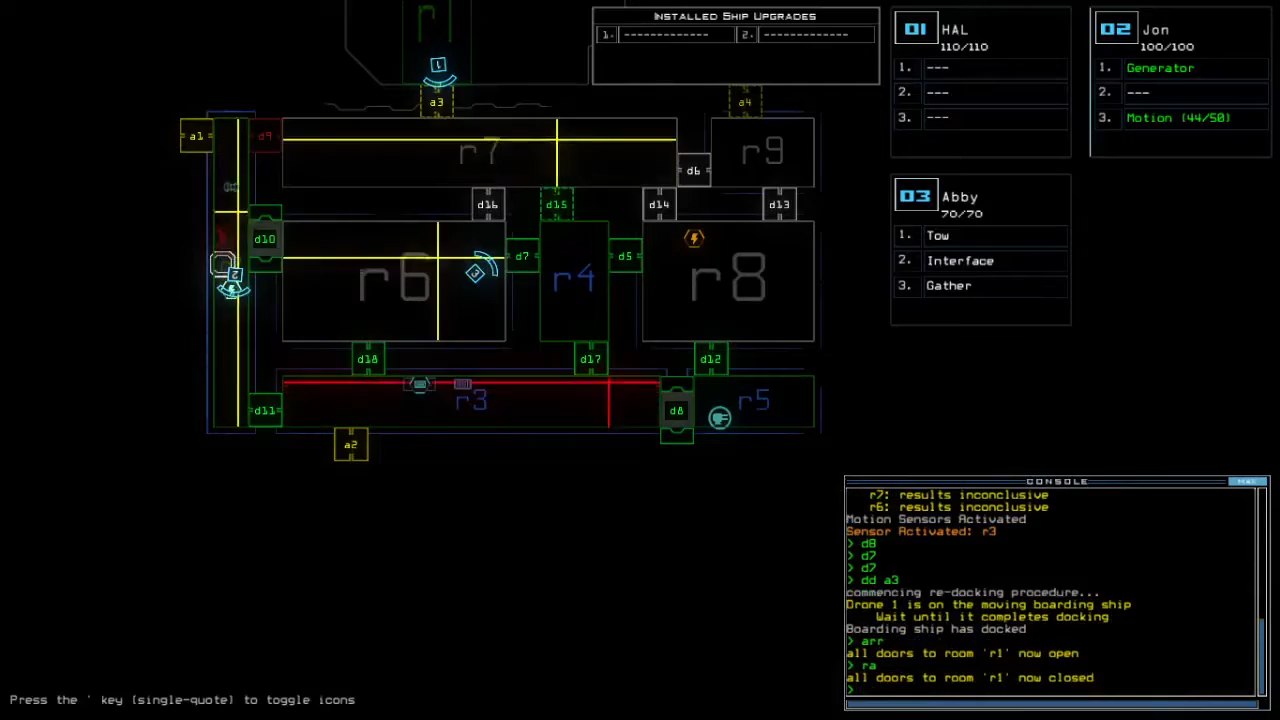 Installed Ship Upgrades
1. ------------- 2. -------------
01 HAL
110/110
1. ---
2. ---
3. ---
02 Jon
100/100
1. Generator
2. ---
3. Motion (44/50)
03 Abby
70/70
1. Tow
2. Interface
3. Gather
r
1
a3
a4
a1
d9
r7
d6
r9
d16
d15
d14
d13
d10
2
r6
3
d7
r4
d5
r8
d18
d17
d12
d11
r3
d8
r5
a2
CONSOLE
r7: results inconclusive
r6: results inconclusive
Motion Sensors Activated
Sensor Activated: r3
> d8
> d7
> d7
> dd a3
commencing re-docking procedure...
Drone 1 is on the moving boarding ship
Wait until it completes docking
Boarding ship has docked
> arr
all doors to room 'r1' now open
> ra
all doors to room 'r1' now closed
>
Press the ' key (single-quote) to toggle icons